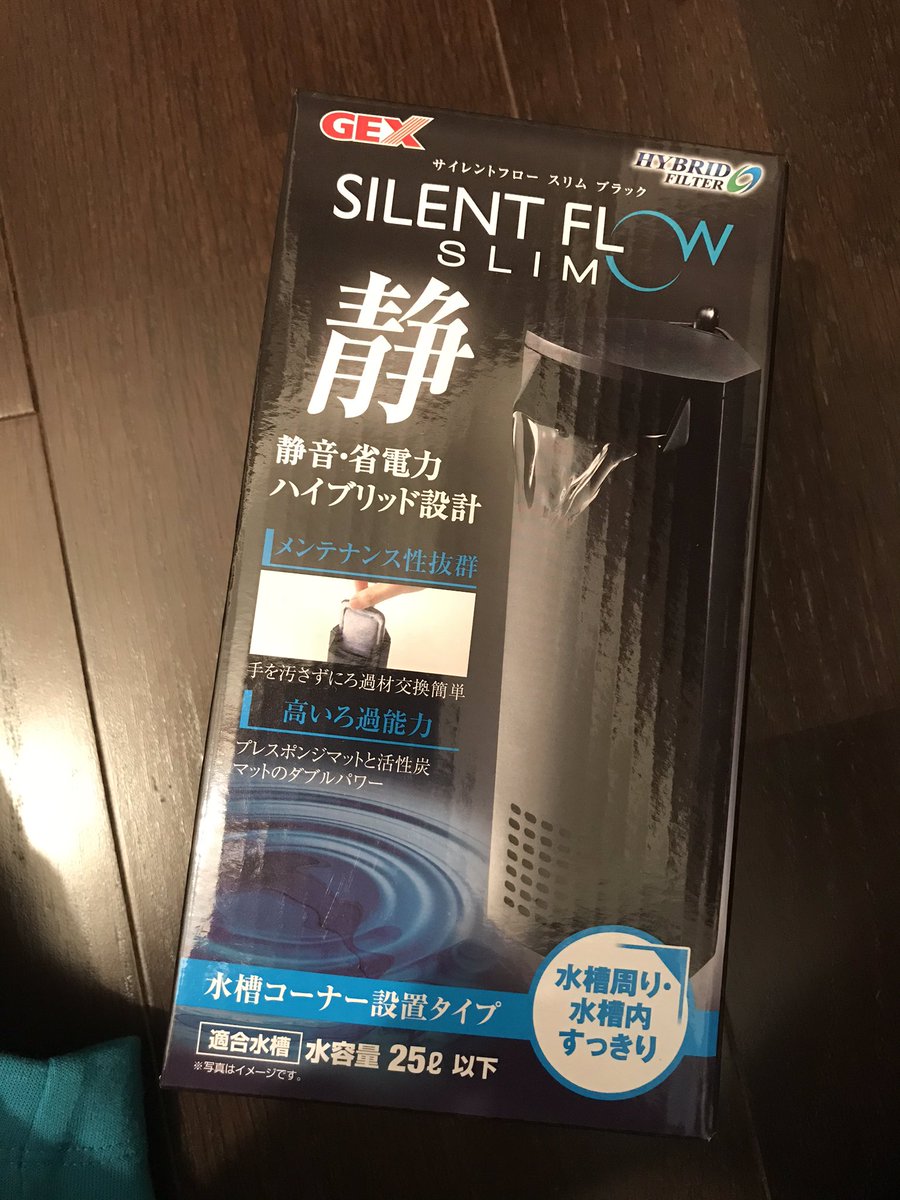 GEX
HYBRID
FILTER
サイレントフロー スリム ブラック
SILENT FLOW
SLIM
静
静音・省電力
ハイブリッド設計
メンテナンス性抜群
手を汚さずにろ過材交換簡単
高いろ過能力
プレスポンジマットと活性炭
マットのダブルパワー
水槽コーナー設置タイプ
水槽周り・
水槽内
すっきり
適合水槽 水容量 25ℓ 以下
※写真はイメージです。